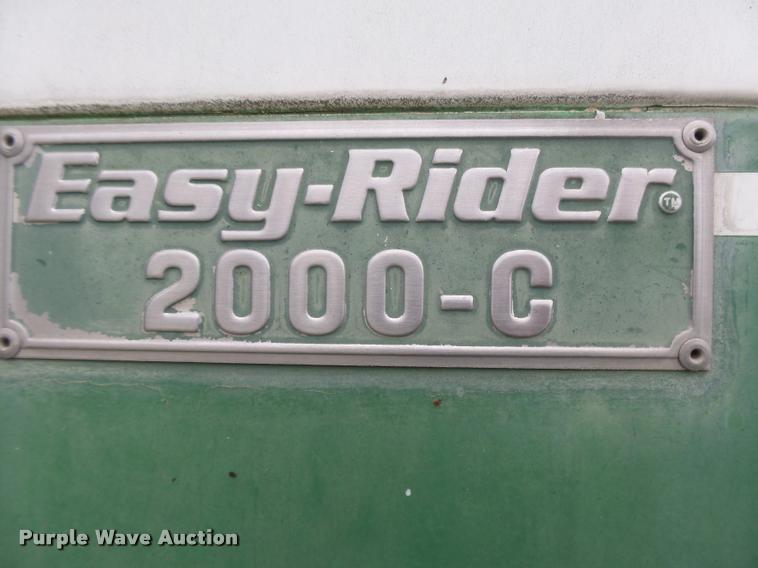 Easy-Rider™
2000-C
Purple Wave Auction